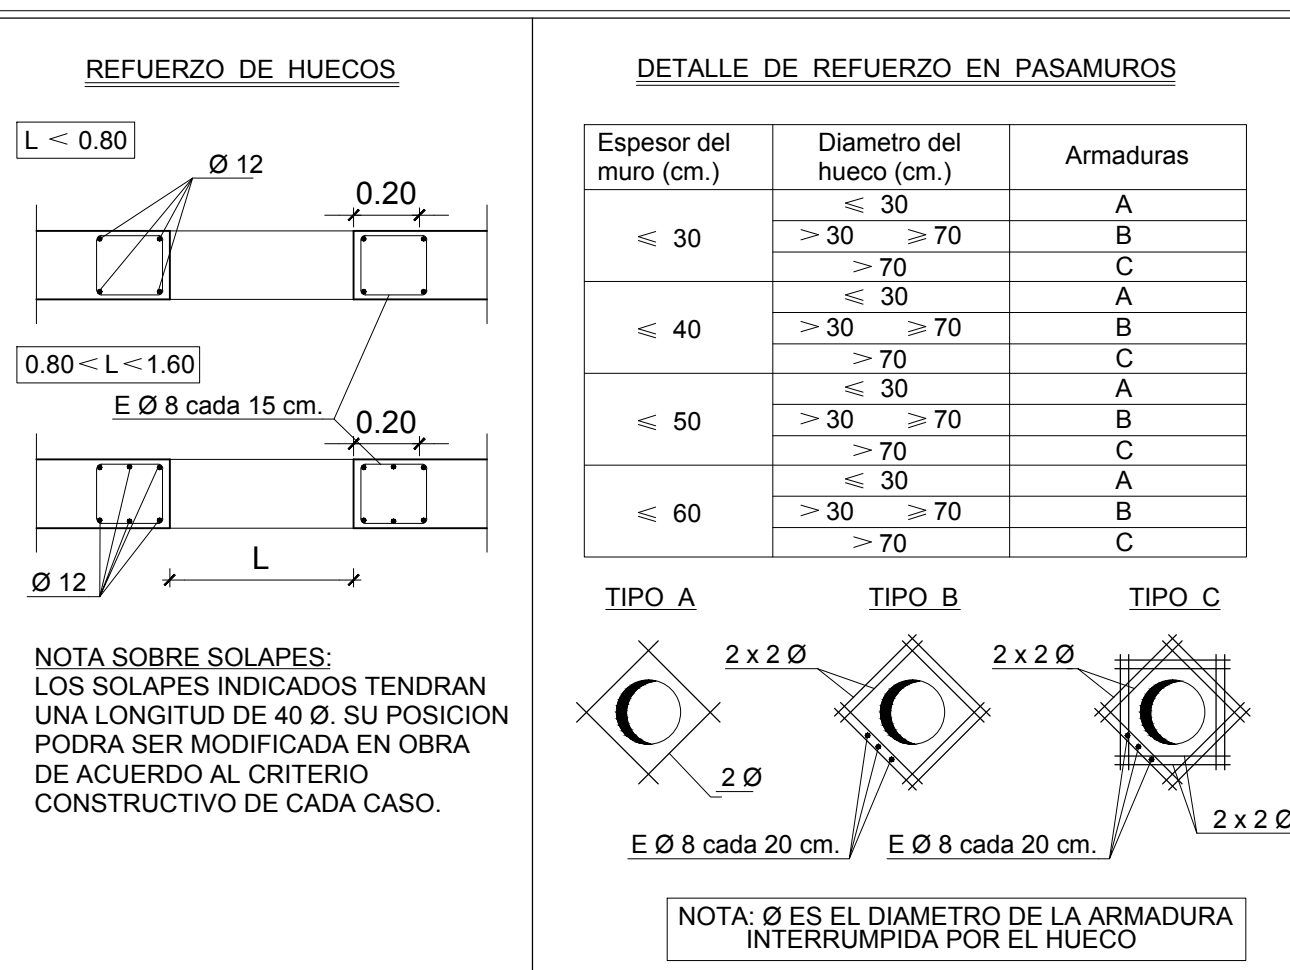 REFUERZO DE HUECOS
L < 0.80
Ø 12
0.20
0.80 < L < 1.60
E Ø 8 cada 15 cm.
0.20
Ø 12
L
NOTA SOBRE SOLAPES:
LOS SOLAPES INDICADOS TENDRAN
UNA LONGITUD DE 40 Ø. SU POSICION
PODRA SER MODIFICADA EN OBRA
DE ACUERDO AL CRITERIO
CONSTRUCTIVO DE CADA CASO.
DETALLE DE REFUERZO EN PASAMUROS
Espesor del muro (cm.) Diametro del hueco (cm.) Armaduras
⩽ 30
⩽ 30 A
> 30 ⩾ 70 B
> 70 C
⩽ 40
⩽ 30 A
> 30 ⩾ 70 B
> 70 C
⩽ 50
⩽ 30 A
> 30 ⩾ 70 B
> 70 C
⩽ 60
⩽ 30 A
> 30 ⩾ 70 B
> 70 C
TIPO A
2 Ø
TIPO B
2 x 2 Ø
E Ø 8 cada 20 cm.
TIPO C
2 x 2 Ø
2 x 2 Ø
E Ø 8 cada 20 cm.
NOTA: Ø ES EL DIAMETRO DE LA ARMADURA
INTERRUMPIDA POR EL HUECO